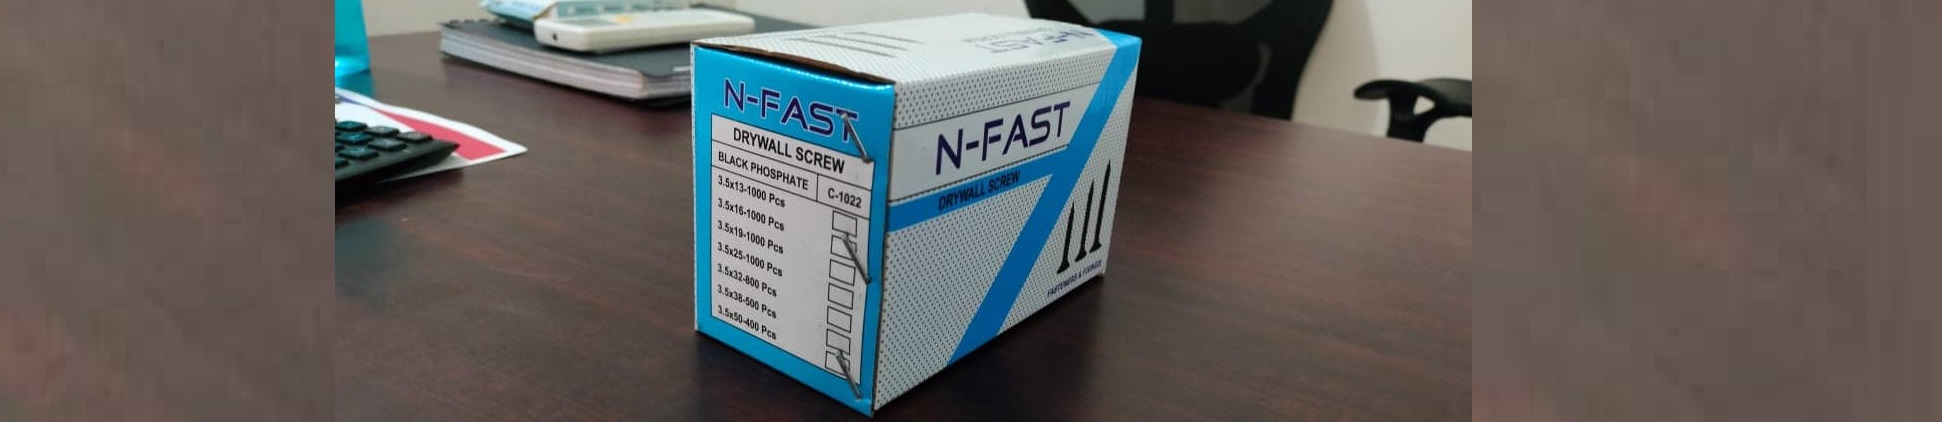 N-FAST
DRYWALL SCREW
BLACK PHOSPHATE C-1022
3.5x13-1000 Pcs
3.5x16-1000 Pcs
3.5x19-1000 Pcs
3.5x25-1000 Pcs
3.5x32-800 Pcs
3.5x38-500 Pcs
3.5x50-400 Pcs
N-FAST
DRYWALL SCREW
FASTENERS & FIXINGS
N-FAST